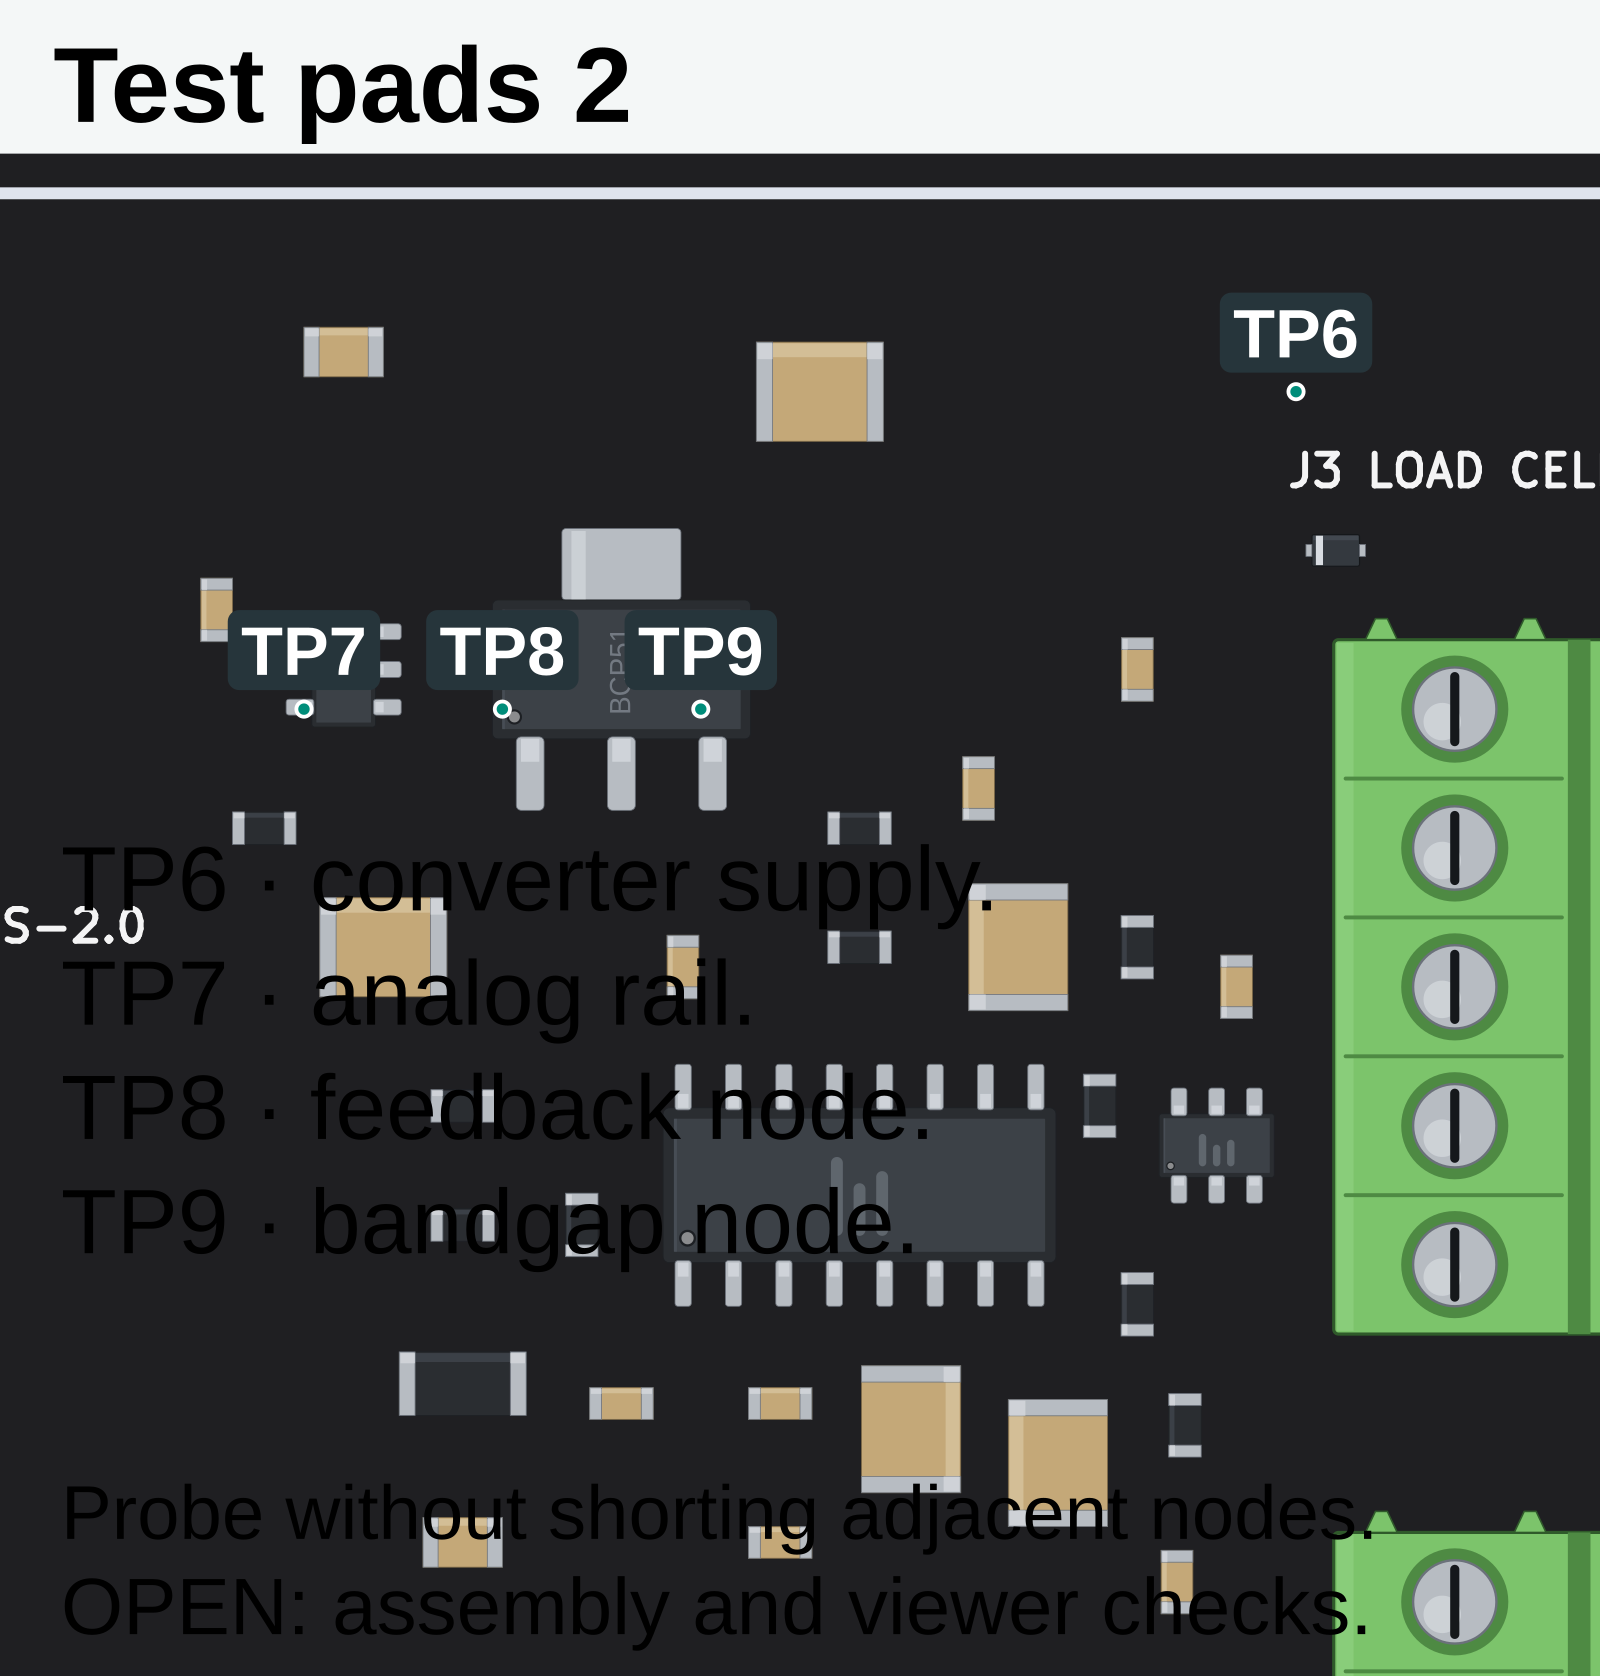 Test pads 2
TP6
J3 LOAD CEL
TP7 TP8 TP9
BCP51
TP6 · converter supply.
S-2.0
TP7 · analog rail.
TP8 · feedback node.
TP9 · bandgap node.
Probe without shorting adjacent nodes.
OPEN: assembly and viewer checks.